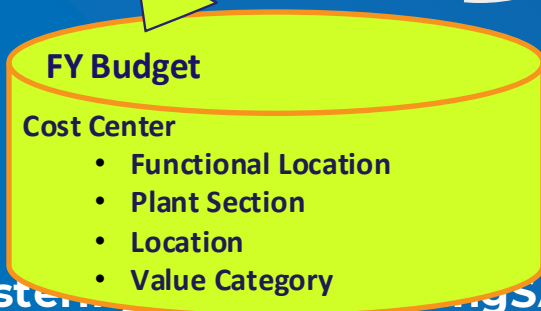 FY Budget
Cost Center
• Functional Location
• Plant Section
• Location
• Value Category